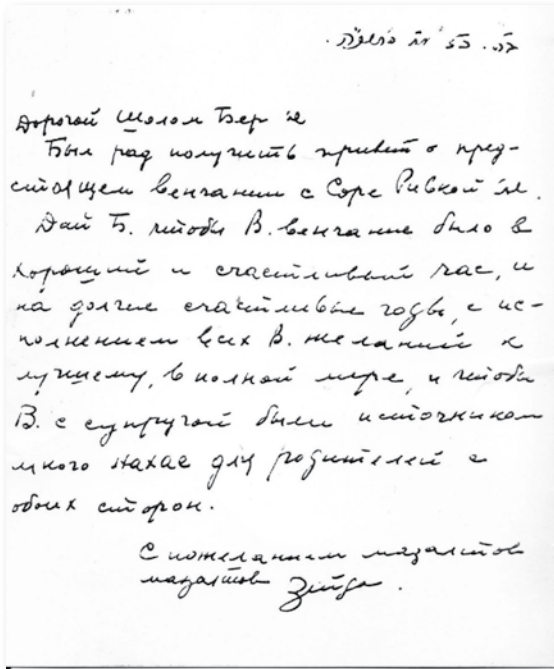 Дорогой Шолом Бер
Был рад получить привет о пред-
стоящем венчании с Соре Ривкой
Дай Б. чтобы В. венчание было в
хороший и счастливый час, и
на долгие счастливые годы, с ис-
полнением всех В. желаний к
лучшему, в полной мере, и чтобы
В. с супругой были источником
много нахас для родителей с
обоих сторон.
С пожеланием мазалтов
мазалтов Зейде.